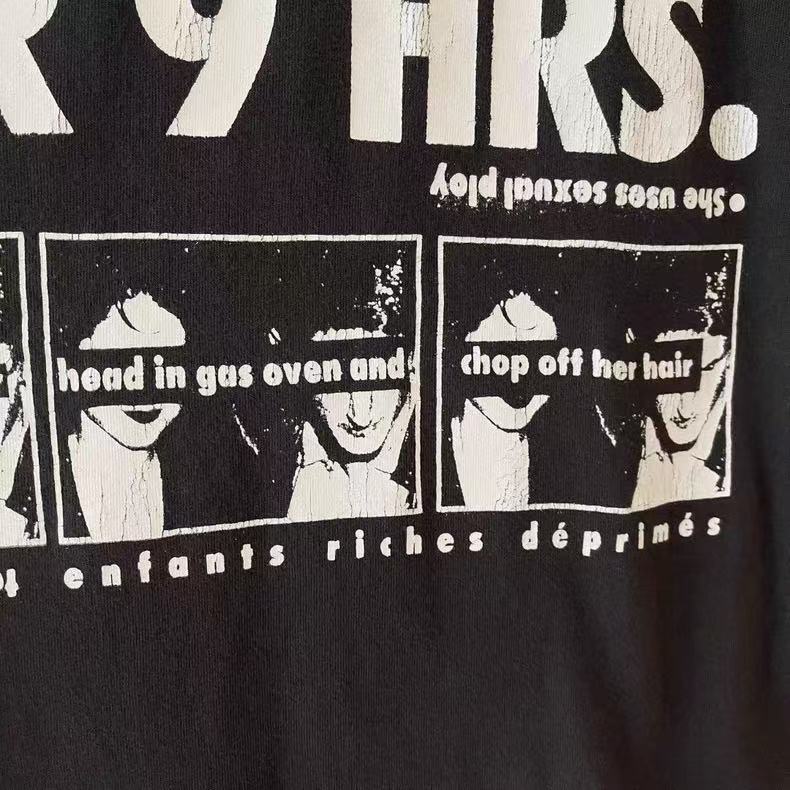 R 9 HRS.
• she uses sexual ploy
head in gas oven and
chop off her hair
enfants riches déprimés